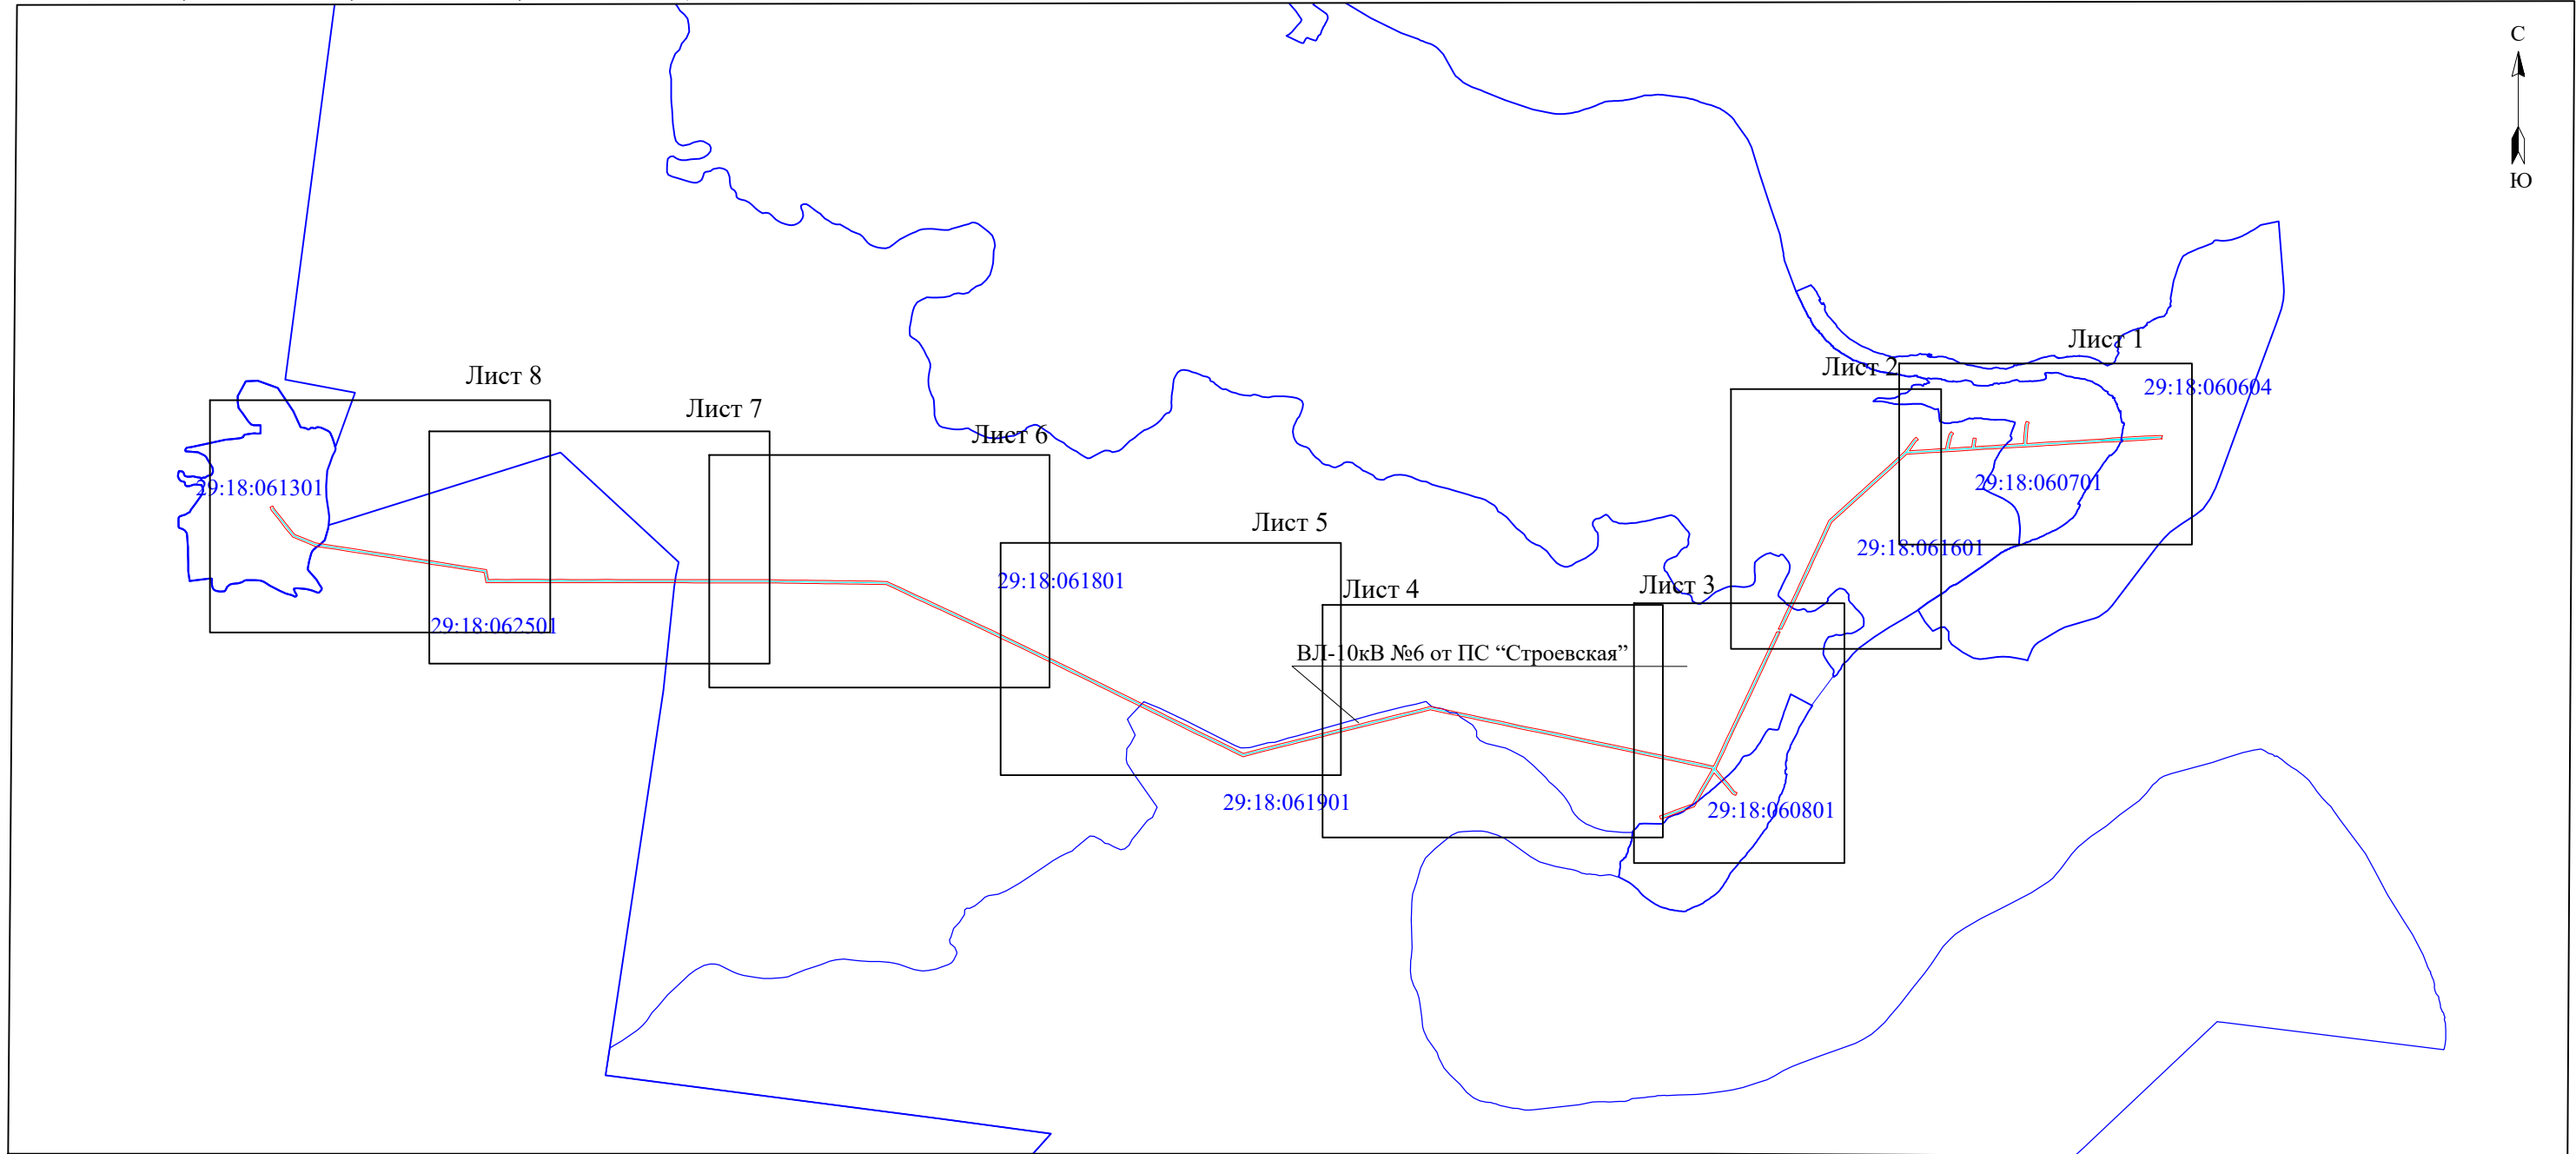 С
Ю
Лист 1
Лист 2
Лист 8
29:18:060604
Лист 7
Лист 6
29:18:060701
29:18:061301
Лист 5
29:18:061601
29:18:061801
Лист 3
Лист 4
29:18:062501
ВЛ-10кВ №6 от ПС “Строевская”
29:18:061901
29:18:060801